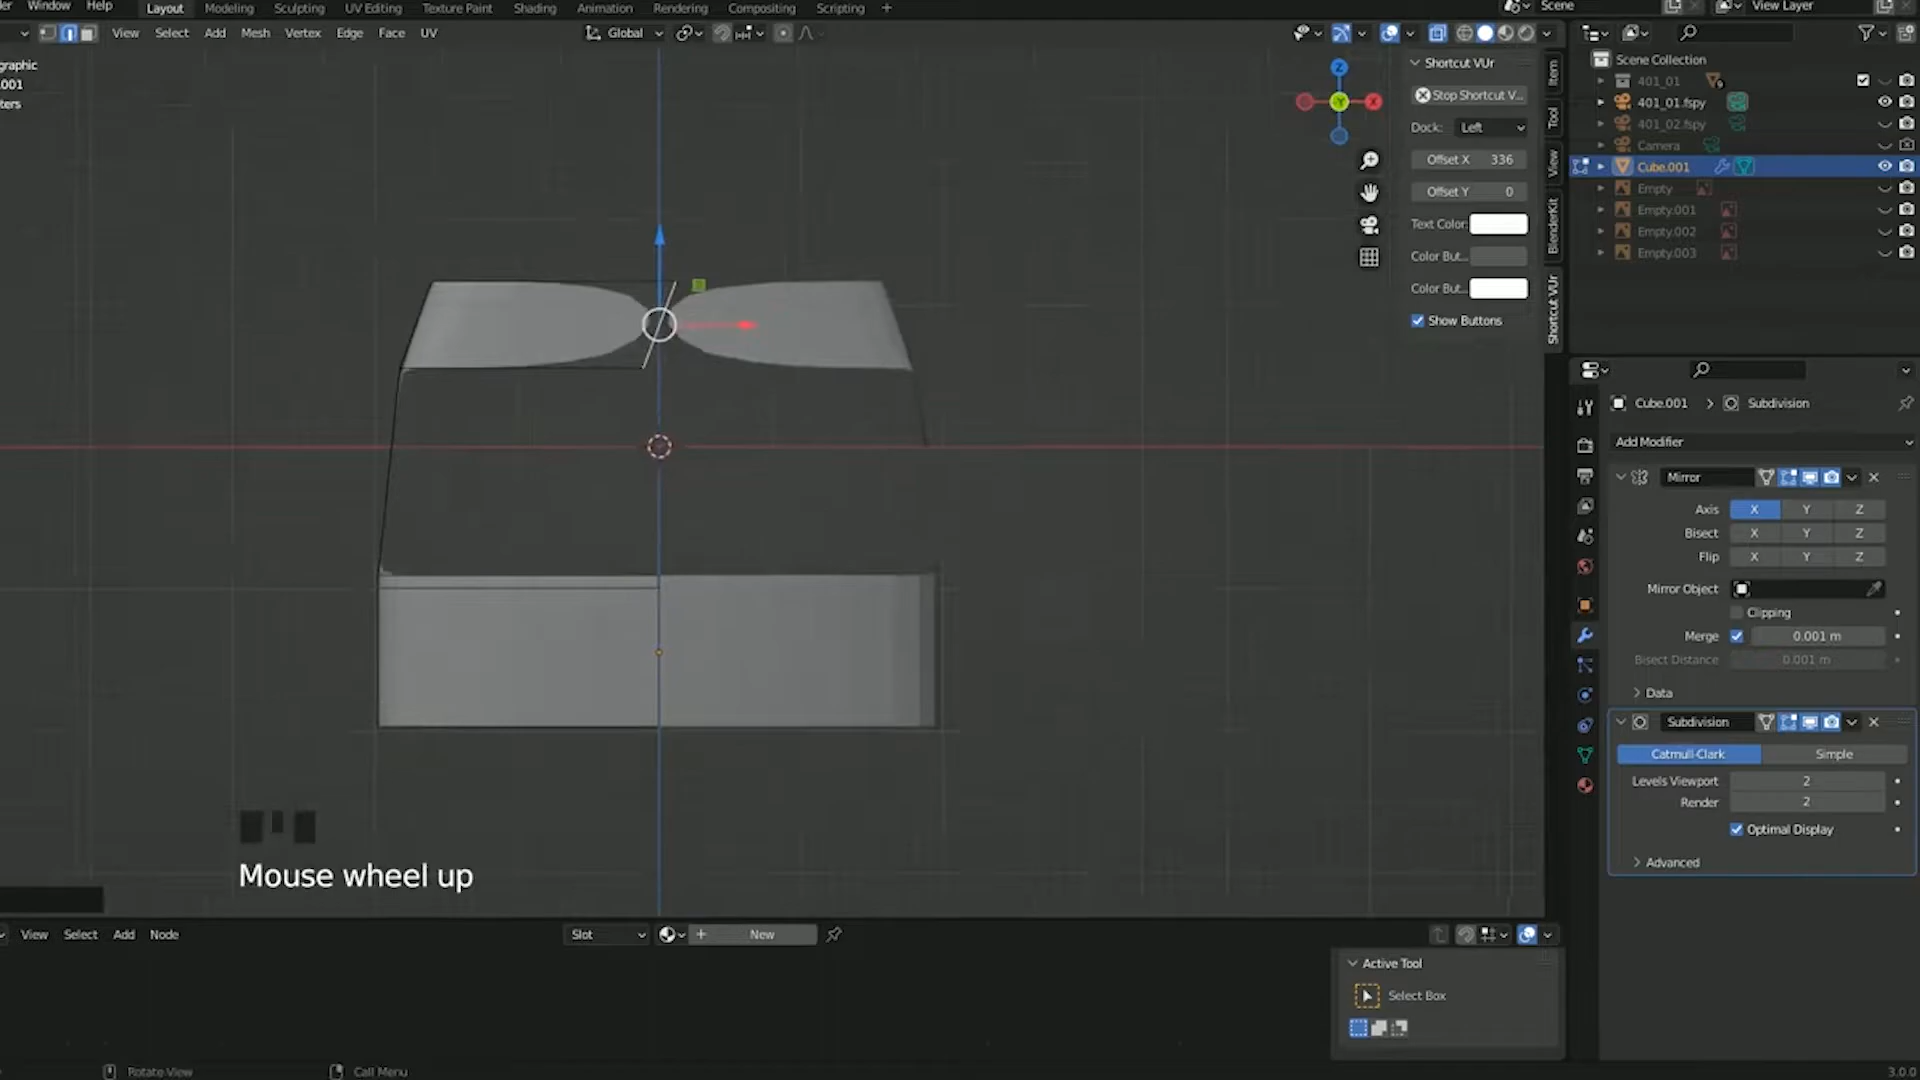 Window Help Layout Modeling Sculpting UV Editing Texture Paint Shading Animation Rendering Compositing Scripting + Scene View Layer
View Select Add Mesh Vertex Edge Face UV Global
graphic
.001
ters
Z
Y
X
Shortcut VUr
Stop Shortcut V...
Dock: Left
Offset X 336
Offset Y 0
Text Color:
Color But...
Color But...
Show Buttons
Item
Tool
View
BlenderKit
Shortcut VUr
Scene Collection
401_01
401_01.fspy
401_02.fspy
Camera
Cube.001
Empty
Empty.001
Empty.002
Empty.003
Cube.001 > Subdivision
Add Modifier
Mirror
Axis X Y Z
Bisect X Y Z
Flip X Y Z
Mirror Object
Clipping
Merge 0.001 m
Bisect Distance 0.001 m
Data
Subdivision
Catmull-Clark Simple
Levels Viewport 2
Render 2
Optimal Display
Advanced
Mouse wheel up
View Select Add Node Slot + New
Active Tool
Select Box
Rotate View Call Menu 3.0.0